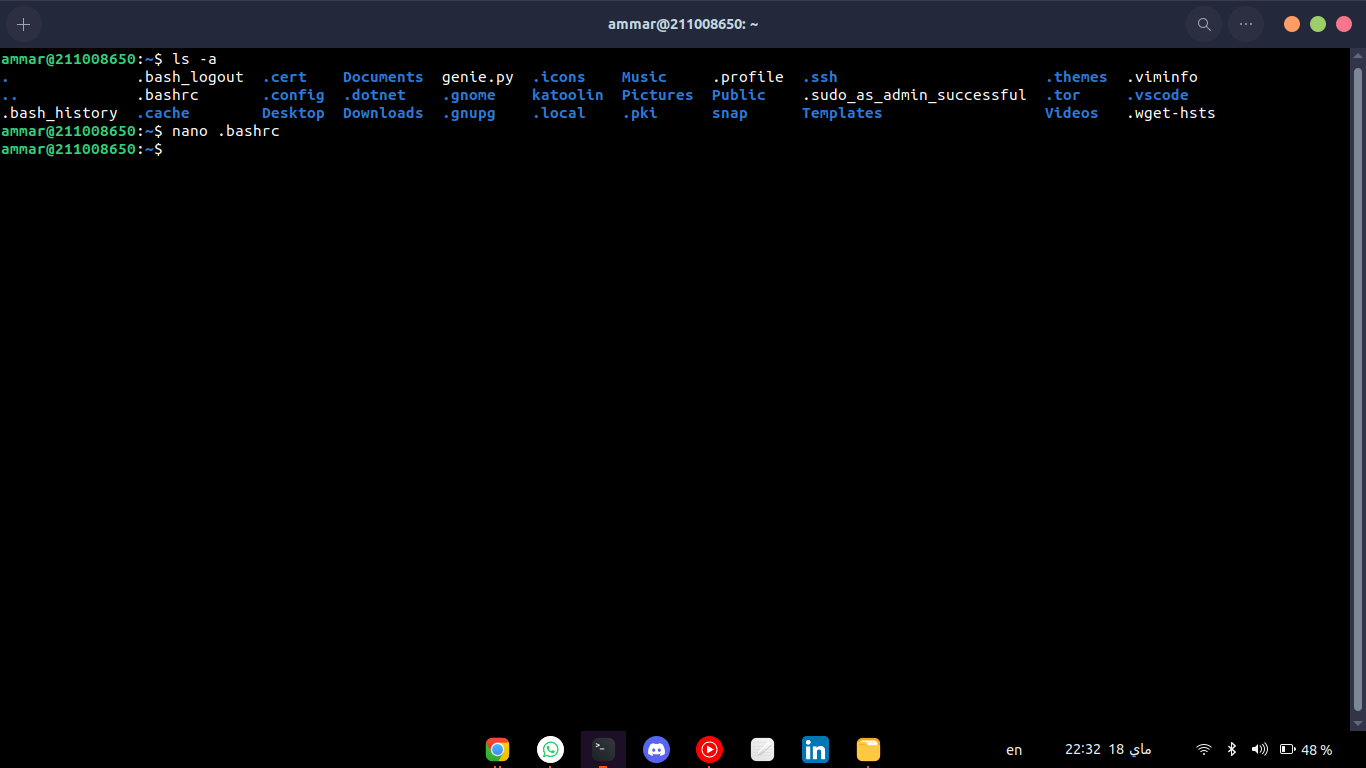 ammar@211008650: ~
ammar@211008650:~$ ls -a
. .bash_logout .cert Documents genie.py .icons Music .profile .ssh .themes .viminfo
.. .bashrc .config .dotnet .gnome katoolin Pictures Public .sudo_as_admin_successful .tor .vscode
.bash_history .cache Desktop Downloads .gnupg .local .pki snap Templates Videos .wget-hsts
ammar@211008650:~$ nano .bashrc
ammar@211008650:~$
en 22:32 18 ماي 48 %